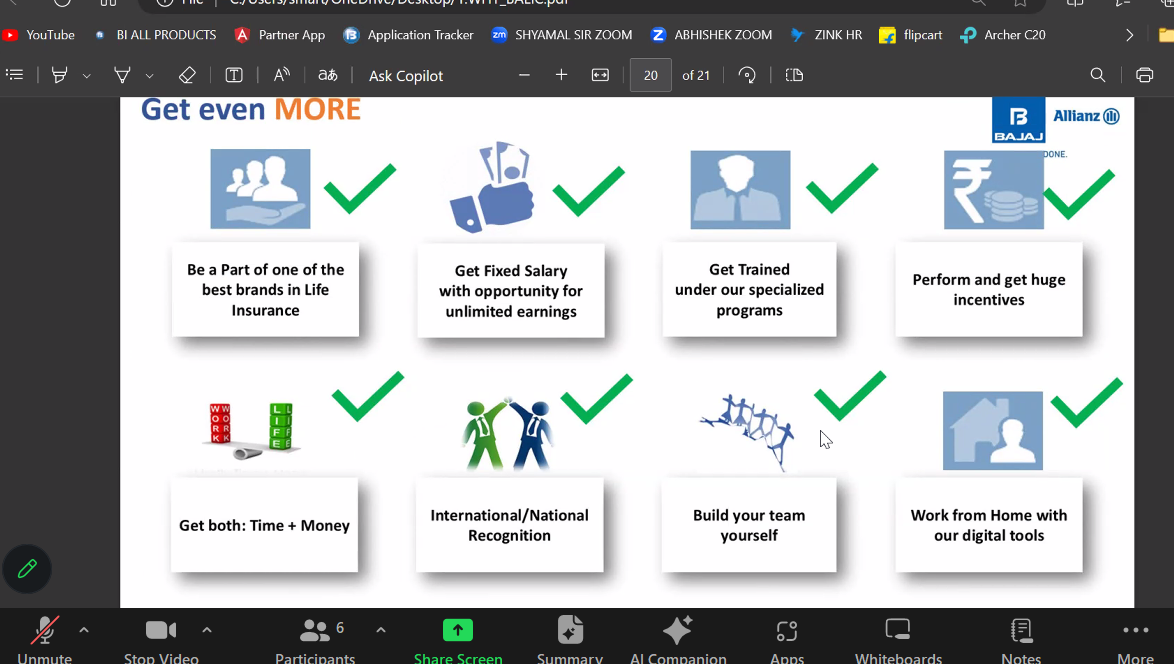 File
C:/Users/smart/OneDrive/Desktop/1.WHY_BALIC.pdf
YouTube
BI ALL PRODUCTS
Partner App
Application Tracker
zm
SHYAMAL SIR ZOOM
Z
ABHISHEK ZOOM
ZINK HR
flipcart
Archer C20
Ask Copilot
20 of 21
Get even MORE
B
BAJAJ
Allianz
DONE.
Be a Part of one of the
best brands in Life
Insurance
Get Fixed Salary
with opportunity for
unlimited earnings
Get Trained
under our specialized
programs
Perform and get huge
incentives
WORK
WORK
LIFE
LIFE
Get both: Time + Money
International/National
Recognition
Build your team
yourself
Work from Home with
our digital tools
Unmute
Stop Video
6
Participants
Share Screen
Summary
AI Companion
Apps
Whiteboards
Notes
More